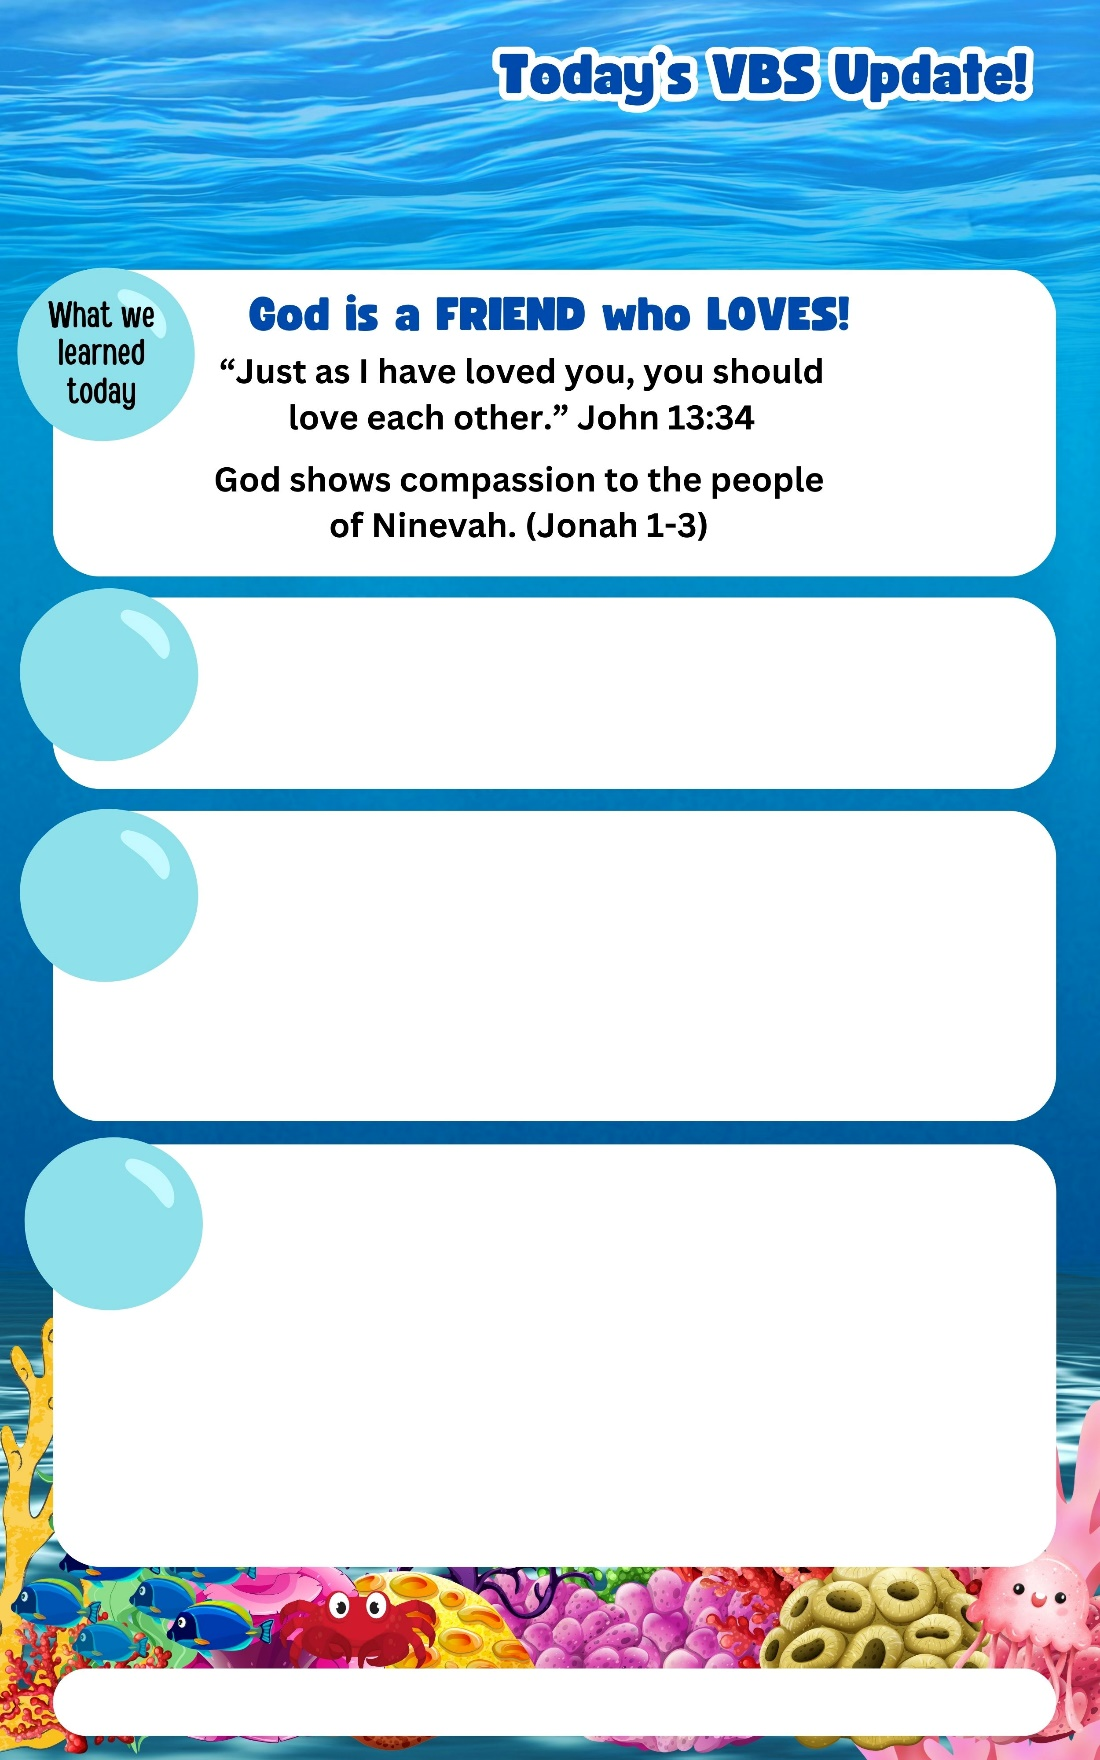 Today's VBS Update!
What we
learned
today
God is a FRIEND who LOVES!
“Just as I have loved you, you should
love each other.” John 13:34
God shows compassion to the people
of Ninevah. (Jonah 1-3)